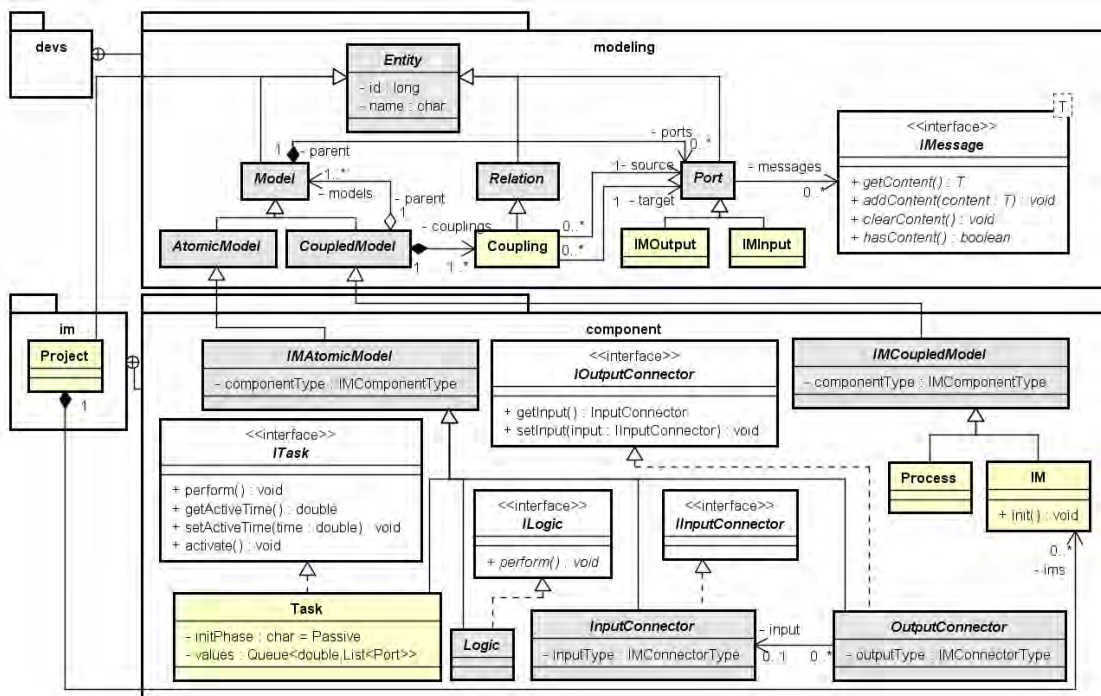 devs
modeling
Entity
- id : long
- name : char
T
<<interface>>
IMessage
+ getContent() : T
+ addContent(content : T) : void
+ clearContent() : void
+ hasContent() : boolean
- ports
1
- parent
0..*
Model
Relation
1- source
Port
- messages
0..*
1..*
- models
- parent
1
1 - target
- couplings
AtomicModel
CoupledModel
1
1..*
Coupling
0..*
0..*
IMOutput
IMInput
im
Project
1
component
IMAtomicModel
- componentType : IMComponentType
<<interface>>
IOutputConnector
+ getInput() : InputConnector
+ setInput(input : IInputConnector) : void
IMCoupledModel
- componentType : IMComponentType
<<interface>>
ITask
+ perform() : void
+ getActiveTime() : double
+ setActiveTime(time : double) : void
+ activate() : void
Process
IM
+ init() : void
<<interface>>
ILogic
+ perform() : void
<<interface>>
IInputConnector
0..*
- ims
Task
- initPhase : char = Passive
- values : Queue<double,List<Port>>
Logic
InputConnector
- inputType : IMConnectorType
- input
0..1
0..*
OutputConnector
- outputType : IMConnectorType